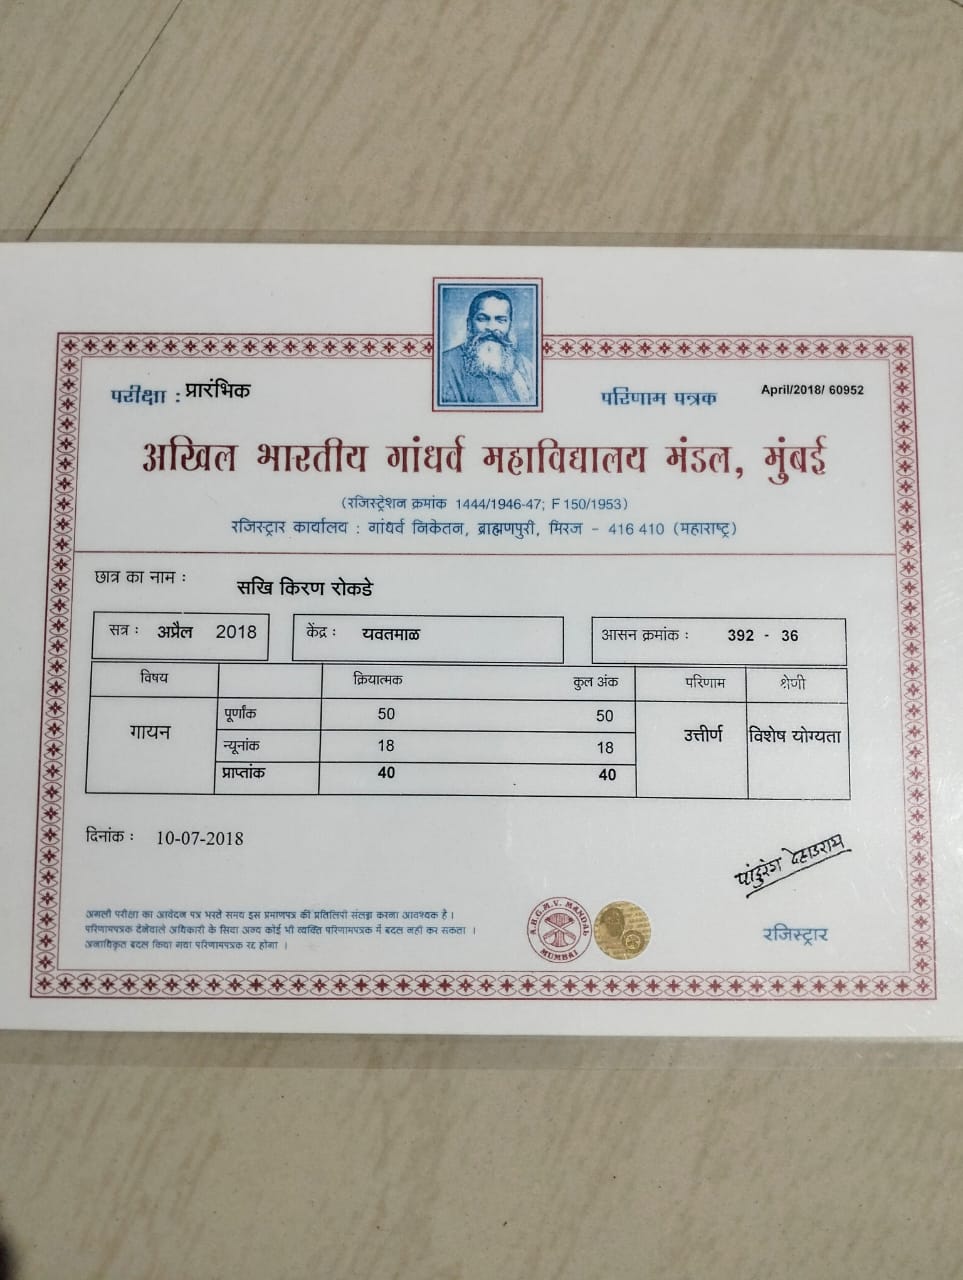 परीक्षा : प्रारंभिक
परिणाम पत्रक
April/2018/ 60952
अखिल भारतीय गांधर्व महाविद्यालय मंडल, मुंबई
(रजिस्ट्रेशन क्रमांक 1444/1946-47; F 150/1953)
रजिस्ट्रार कार्यालय : गांधर्व निकेतन, ब्राह्मणपुरी, मिरज - 416 410 (महाराष्ट्र)
छात्र का नाम : सखि किरण रोकडे
सत्र : अप्रैल 2018
केंद्र : यवतमाळ
आसन क्रमांक : 392 - 36
विषय क्रियात्मक कुल अंक परिणाम श्रेणी
गायन
पूर्णांक 50 50
न्यूनांक 18 18
प्राप्तांक 40 40
उत्तीर्ण विशेष योग्यता
दिनांक : 10-07-2018
अगली परीक्षा का आवेदन पत्र भरते समय इस प्रमाणपत्र की प्रतिलिपी संलग्न करना आवश्यक है ।
परिणामपत्रक देनेवाले अधिकारी के सिवा अन्य कोई भी व्यक्ति परिणामपत्रक में बदल नहीं कर सकता ।
अनाधिकृत बदल किया गया परिणामपत्रक रद्द होगा ।
A.B.G.M.V. MANDAL
MUMBAI
पांडुरंग
रजिस्ट्रार